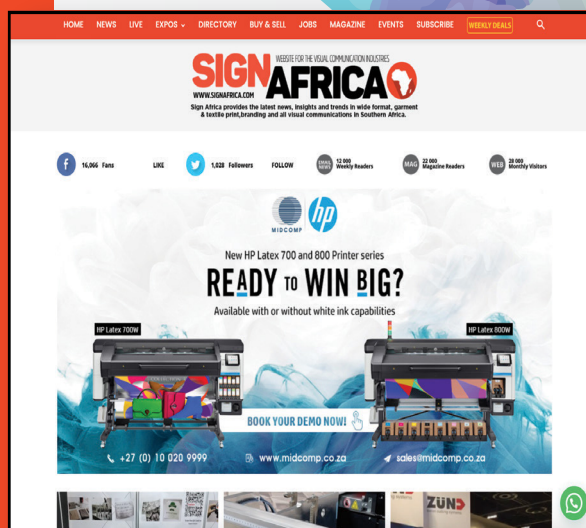 HOME NEWS LIVE EXPOS DIRECTORY BUY & SELL JOBS MAGAZINE EVENTS SUBSCRIBE WEEKLY DEALS
WEBSITE FOR THE VISUAL COMMUNICATION INDUSTRIES
SIGN AFRICA
WWW.SIGNAFRICA.COM
Sign Africa provides the latest news, insights and trends in wide format, garment
& textile print,branding and all visual communications in Southern Africa.
f 16,066 Fans LIKE 1,028 Followers FOLLOW EMAIL NEWS 12 000 Weekly Readers MAG 22 000 Magazine Readers WEB 28 000 Monthly Visitors
MIDCOMP hp
New HP Latex 700 and 800 Printer series
READY TO WIN BIG?
Available with or without white ink capabilities
HP Latex 700W HP Latex 800W
BOOK YOUR DEMO NOW!
+27 (0) 10 020 9999 www.midcomp.co.za sales@midcomp.co.za
ZÜND